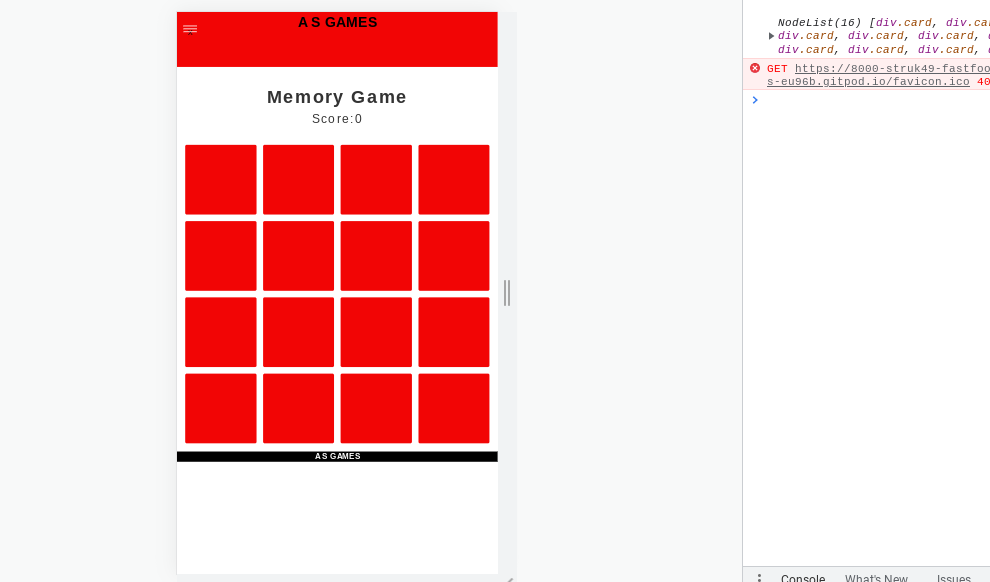 A S GAMES
Memory Game
Score:0
A S GAMES
NodeList(16) [div.card, div.ca
div.card, div.card, div.card,
div.card, div.card, div.card,
GET https://8000-struk49-fastfoo
s-eu96b.gitpod.io/favicon.ico 40
Console What's New Issues